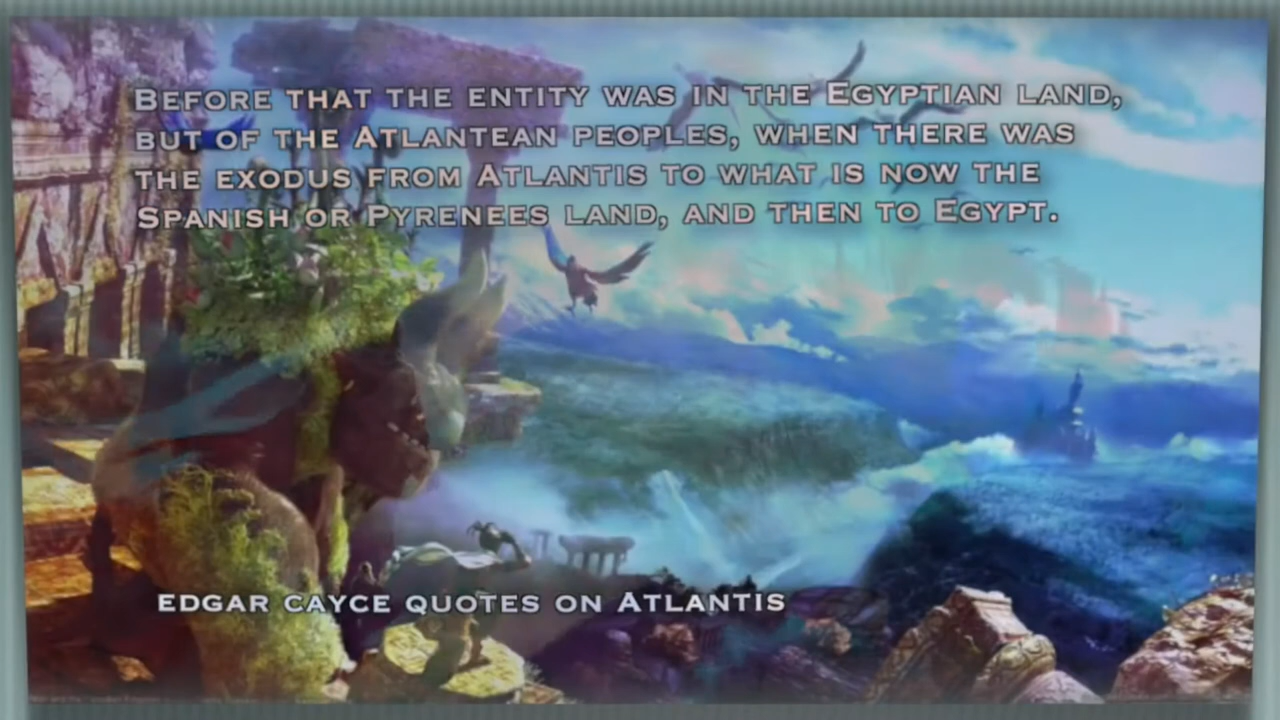 BEFORE THAT THE ENTITY WAS IN THE EGYPTIAN LAND,
BUT OF THE ATLANTEAN PEOPLES, WHEN THERE WAS
THE EXODUS FROM ATLANTIS TO WHAT IS NOW THE
SPANISH OR PYRENEES LAND, AND THEN TO EGYPT.
EDGAR CAYCE QUOTES ON ATLANTIS